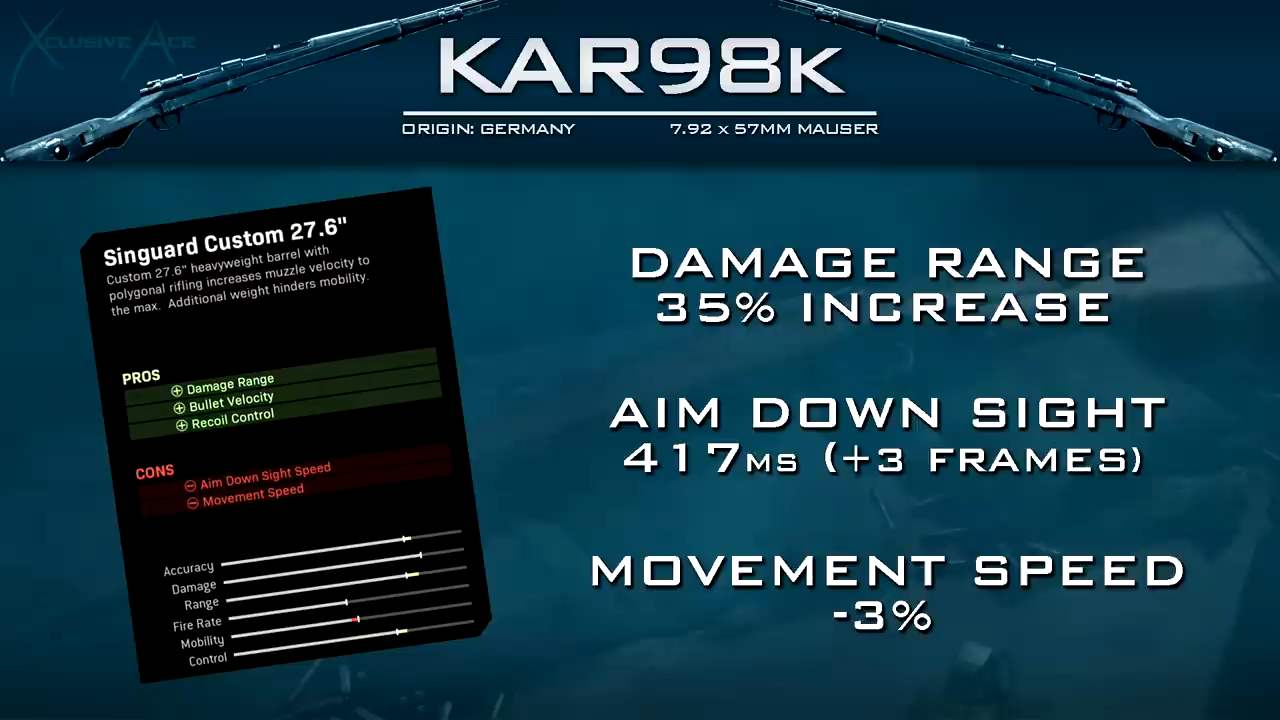 Xclusive Ace
KAR98K
ORIGIN: GERMANY
7.92 x 57MM MAUSER
Singuard Custom 27.6"
Custom 27.6" heavyweight barrel with
polygonal rifling increases muzzle velocity to
the max. Additional weight hinders mobility.
PROS
Damage Range
Bullet Velocity
Recoil Control
CONS
Aim Down Sight Speed
Movement Speed
Accuracy
Damage
Range
Fire Rate
Mobility
Control
DAMAGE RANGE
35% INCREASE
AIM DOWN SIGHT
417MS (+3 FRAMES)
MOVEMENT SPEED
-3%